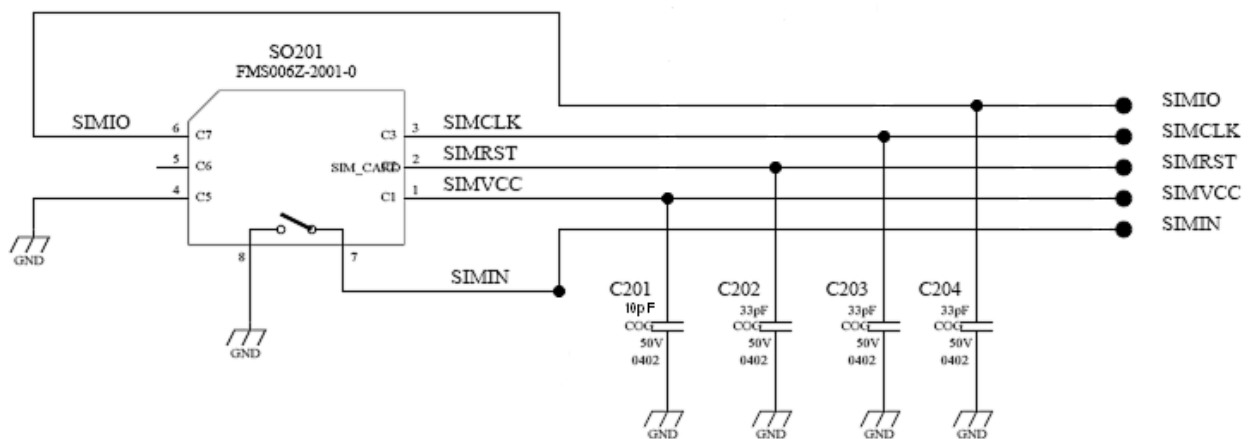 SO201
FMS006Z-2001-0
SIMIO
6
C7
C3
3
SIMCLK
5
C6
SIM_CARD
2
SIMRST
4
C5
C1
1
SIMVCC
8
7
SIMIN
GND
GND
SIMIO
SIMCLK
SIMRST
SIMVCC
SIMIN
C201
10pF
COG
50V
0402
GND
C202
33pF
COG
50V
0402
GND
C203
33pF
COG
50V
0402
GND
C204
33pF
COG
50V
0402
GND